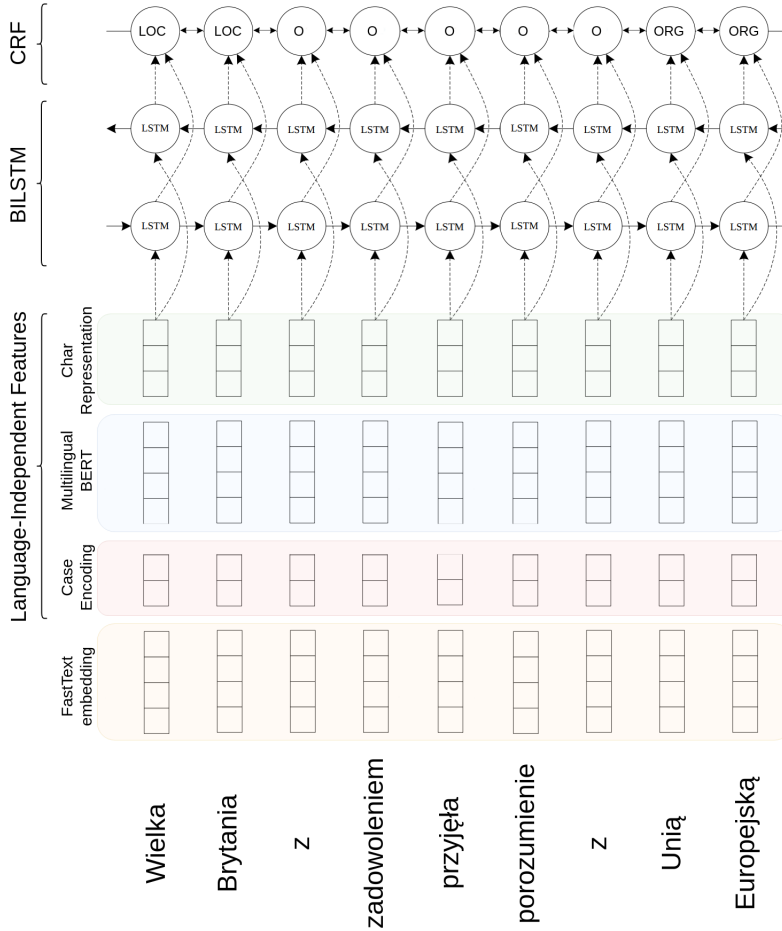 CRF
LOC LOC O O O O O ORG ORG
BILSTM
LSTM LSTM LSTM LSTM LSTM LSTM LSTM LSTM LSTM
LSTM LSTM LSTM LSTM LSTM LSTM LSTM LSTM LSTM
Language-Independent Features
Char
Representation
Multilingual
BERT
Case
Encoding
FastText
embedding
Wielka
Brytania
z
zadowoleniem
przyjęła
porozumienie
z
Unią
Europejską